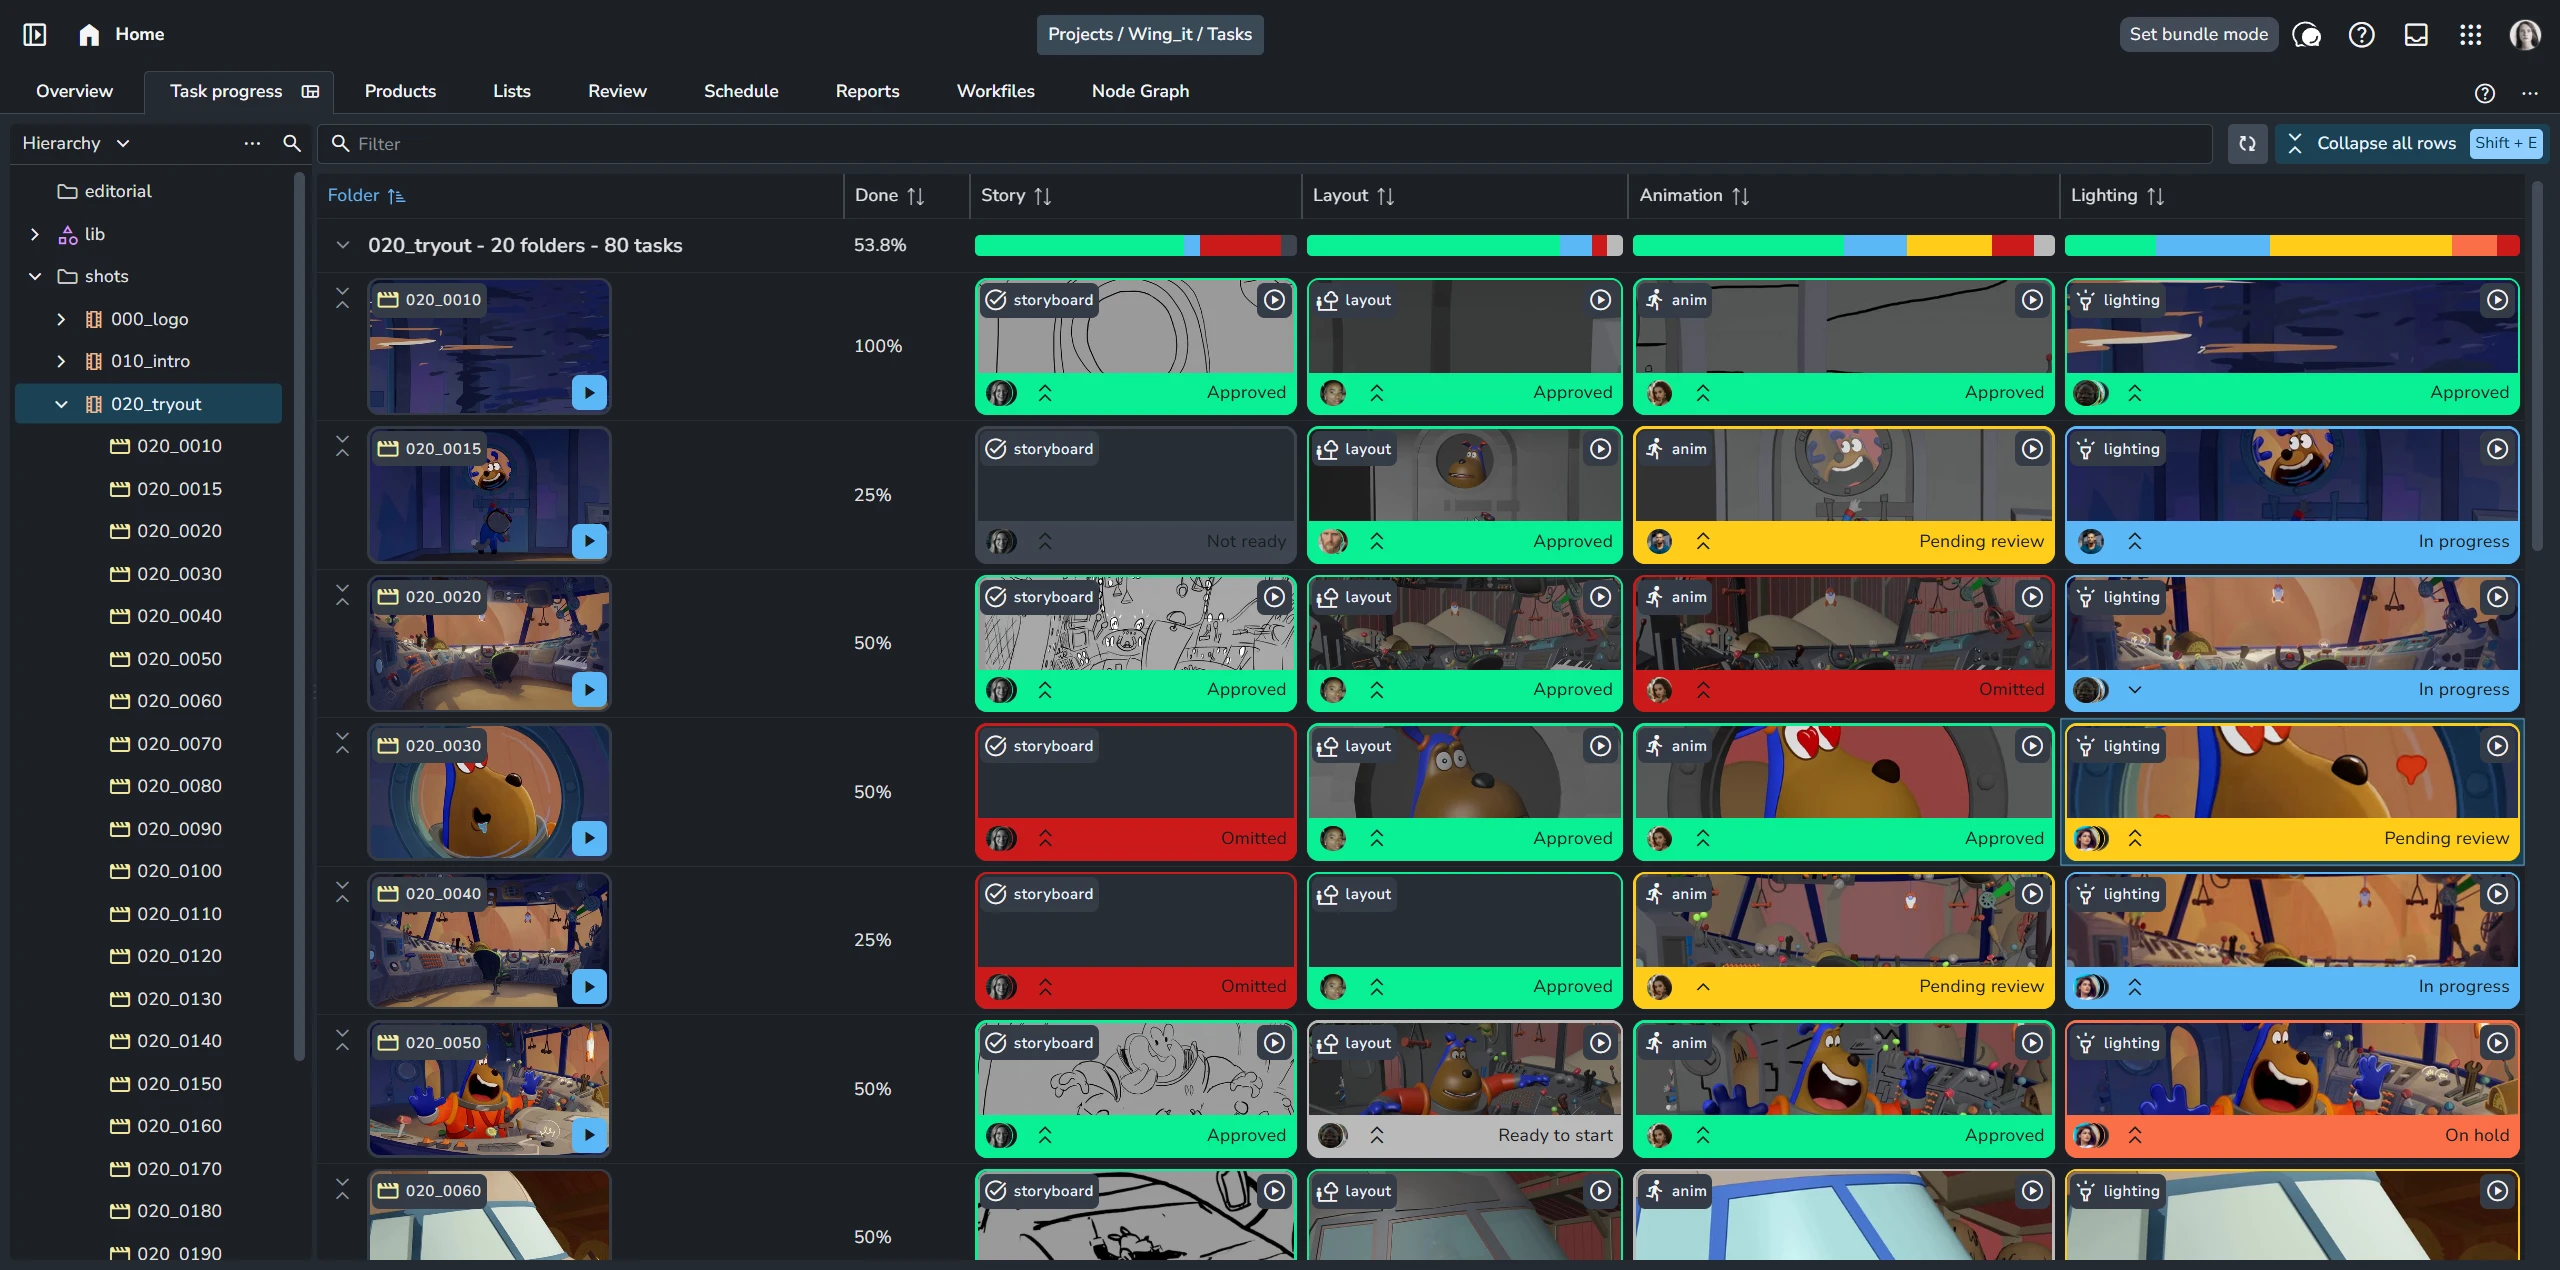 Home
Projects / Wing_it / Tasks
Set bundle mode
Overview
Task progress
Products
Lists
Review
Schedule
Reports
Workfiles
Node Graph
Hierarchy
Filter
Collapse all rows
Shift + E
editorial
lib
shots
000_logo
010_intro
020_tryout
020_0010
020_0015
020_0020
020_0030
020_0040
020_0050
020_0060
020_0070
020_0080
020_0090
020_0100
020_0110
020_0120
020_0130
020_0140
020_0150
020_0160
020_0170
020_0180
020_0190
Folder
Done
Story
Layout
Animation
Lighting
020_tryout - 20 folders - 80 tasks
53.8%
020_0010
100%
storyboard
Approved
layout
Approved
anim
Approved
lighting
Approved
020_0015
25%
storyboard
Not ready
layout
Approved
anim
Pending review
lighting
In progress
020_0020
50%
storyboard
Approved
layout
Approved
anim
Omitted
lighting
In progress
020_0030
50%
storyboard
Omitted
layout
Approved
anim
Approved
lighting
Pending review
020_0040
25%
storyboard
Omitted
layout
Approved
anim
Pending review
lighting
In progress
020_0050
50%
storyboard
Approved
layout
Ready to start
anim
Approved
lighting
On hold
020_0060
50%
storyboard
layout
anim
lighting